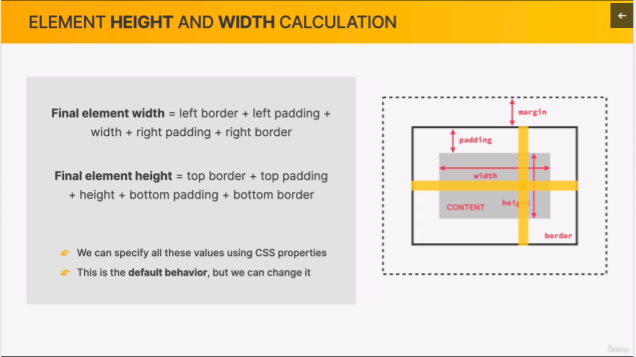 ELEMENT HEIGHT AND WIDTH CALCULATION
Final element width = left border + left padding +
width + right padding + right border
Final element height = top border + top padding
+ height + bottom padding + bottom border
👉 We can specify all these values using CSS properties
👉 This is the default behavior, but we can change it
margin
padding
width
height
CONTENT
border